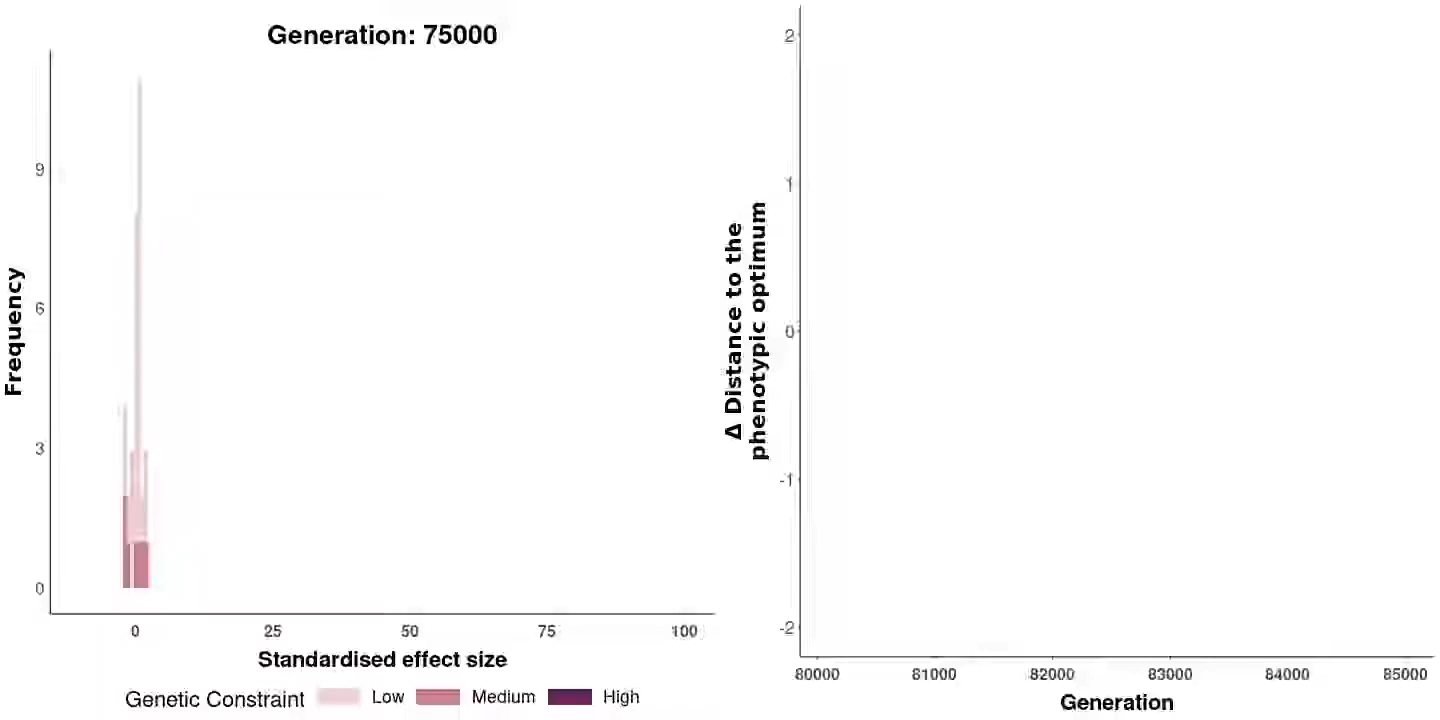 Generation: 75000
Frequency
9
6
3
0
0 25 50 75 100
Standardised effect size
Genetic Constraint Low Medium High
Δ Distance to the
phenotypic optimum
2
1
0
-1
-2
80000 81000 82000 83000 84000 85000
Generation